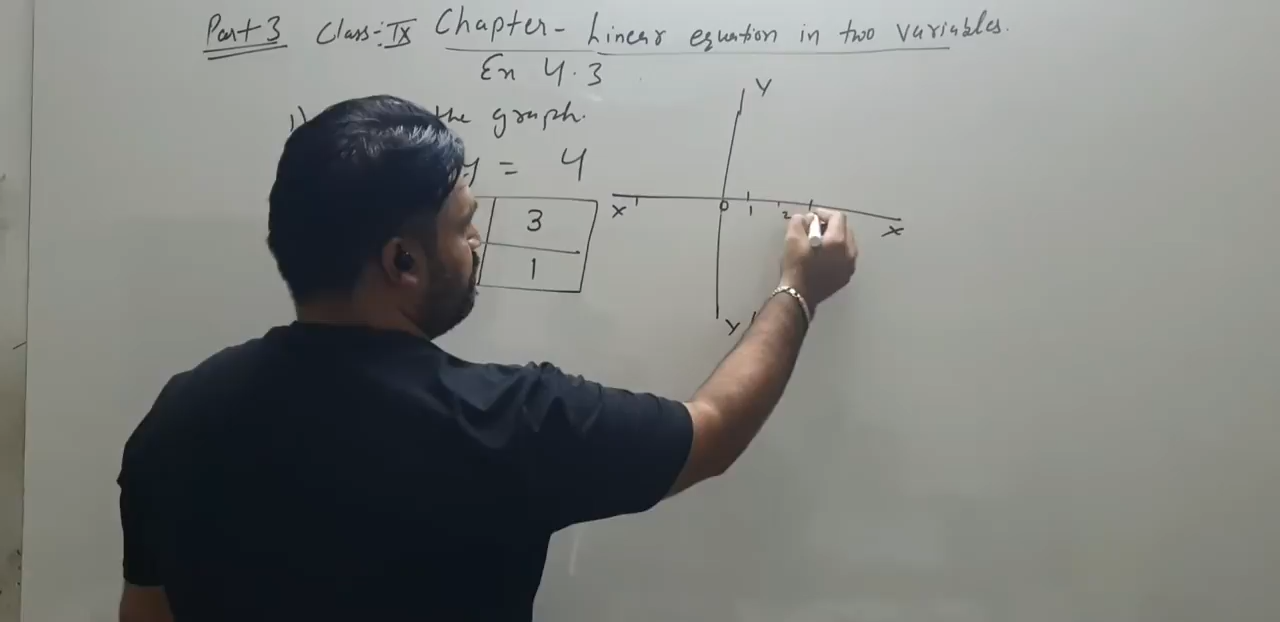 Part 3 Class:- IX Chapter - Linear equation in two variables.
Ex 4.3
1) the graph.
y = 4
3
1
Y
X' 0 1 2 X
Y'